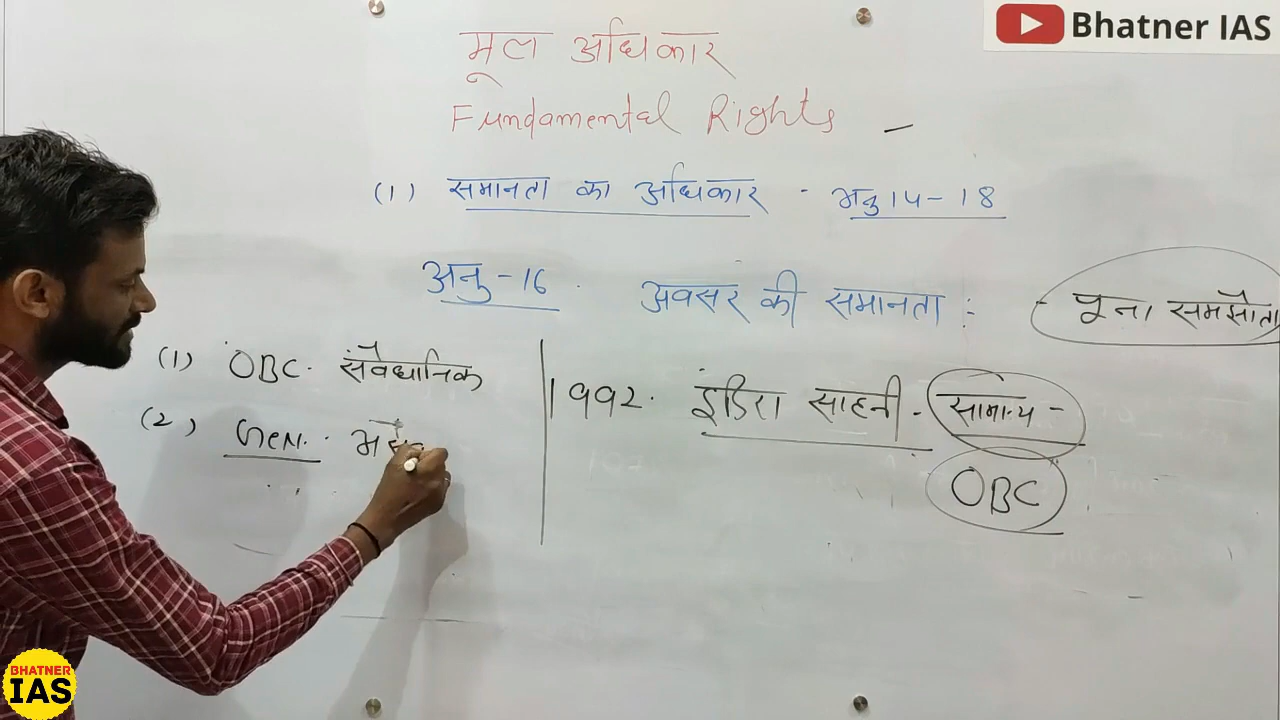 Bhatner IAS
मूल अधिकार
Fundamental Rights -
(1) समानता का अधिकार - अनु 14-18
अनु-16. अवसर की समानता :-
- पूना समझौता
(1) OBC. संवैधानिक
(2) Gen.
१९९२. इंदिरा साहनी - सामान्य -
OBC
BHATNER
IAS